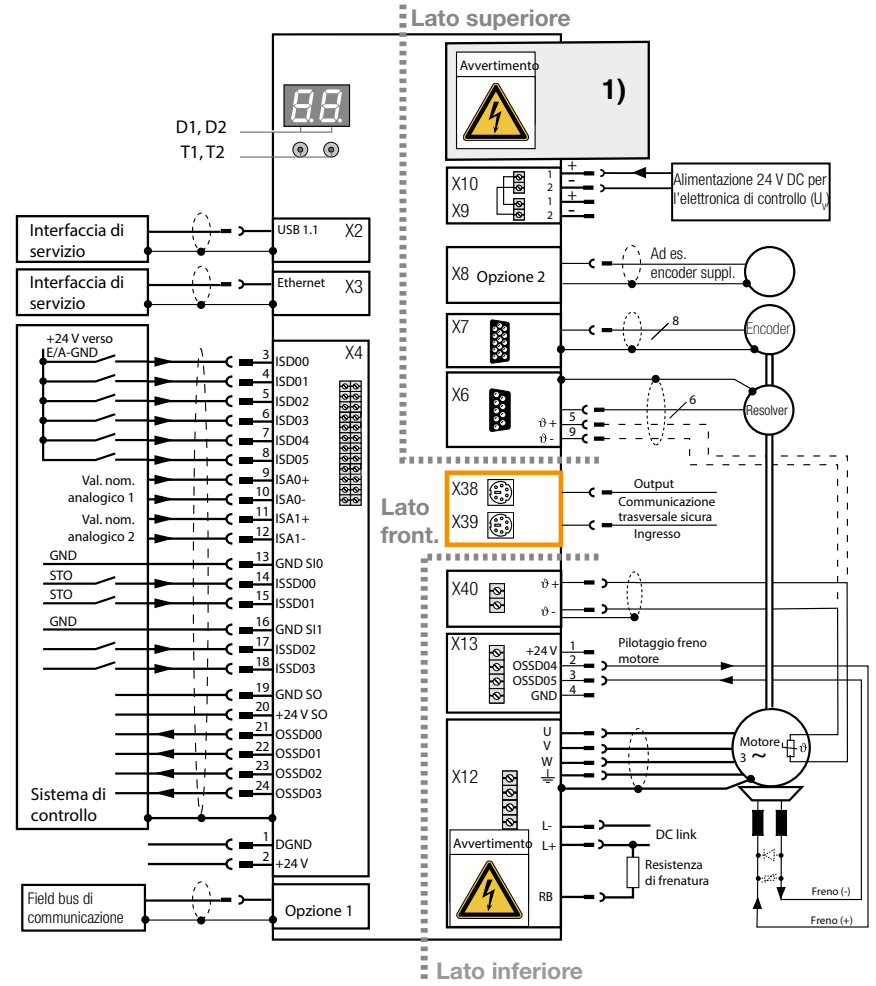 Lato superiore
Avvertimento
1)
88
D1, D2
T1, T2
X10
X9
1
2
1
2
+
–
+
–
Alimentazione 24 V DC per
l'elettronica di controllo (Uv)
Interfaccia di
servizio
USB 1.1
X2
X8 Opzione 2
Ad es.
encoder suppl.
Interfaccia di
servizio
Ethernet
X3
X7
8
Encoder
X6
ϑ +
ϑ -
5
9
6
Resolver
+24 V verso
E/A-GND
X4
3
ISD00
4
ISD01
5
ISD02
6
ISD03
7
ISD04
8
ISD05
Val. nom.
analogico 1
9
ISA0+
10
ISA0-
Val. nom.
analogico 2
11
ISA1+
12
ISA1-
GND
13
GND SI0
STO
14
ISSD00
STO
15
ISSD01
GND
16
GND SI1
17
ISSD02
18
ISSD03
19
GND SO
20
+24 V SO
21
OSSD00
22
OSSD01
23
OSSD02
24
OSSD03
Sistema di
controllo
1
DGND
2
+24 V
Field bus di
communicazione
Opzione 1
Lato
front.
X38
X39
Output
Communicazione
trasversale sicura
Ingresso
X40
ϑ +
ϑ -
X13
+24 V
1
OSSD04
2
OSSD05
3
GND
4
Pilotaggio freno
motore
X12
U
V
W
Motore
3 ~
ϑ
L-
L+
DC link
Avvertimento
RB
Resistenza
di frenatura
Freno (-)
Freno (+)
Lato inferiore